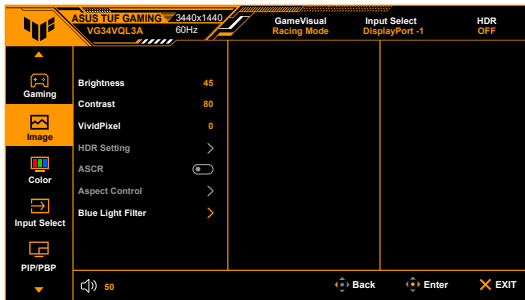 ASUS TUF GAMING 3440x1440 GameVisual Input Select HDR
VG34VQL3A 60Hz Racing Mode DisplayPort -1 OFF
Gaming
Image
Color
Input Select
PIP/PBP
Brightness 45
Contrast 80
VividPixel 0
HDR Setting
ASCR
Aspect Control
Blue Light Filter
50 Back Enter EXIT